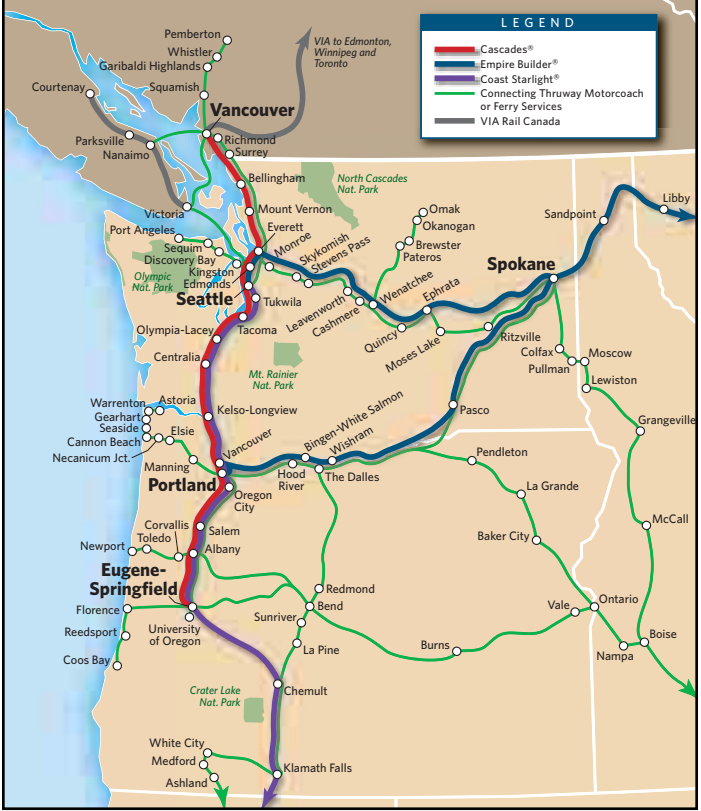 LEGEND
Cascades®
Empire Builder®
Coast Starlight®
Connecting Thruway Motorcoach
or Ferry Services
VIA Rail Canada
Pemberton
Whistler
Garibaldi Highlands
VIA to Edmonton,
Winnipeg and
Toronto
Courtenay
Squamish
Vancouver
Parksville
Nanaimo
Richmond
Surrey
Bellingham
North Cascades
Nat. Park
Victoria
Mount Vernon
Omak
Okanogan
Sandpoint
Libby
Port Angeles
Everett
Monroe
Sequim
Discovery Bay
Kingston
Edmonds
Skykomish
Stevens Pass
Brewster
Pateros
Spokane
Olympic
Nat. Park
Seattle
Tukwila
Leavenworth
Cashmere
Wenatchee
Ephrata
Olympia-Lacey
Tacoma
Quincy
Moses Lake
Ritzville
Centralia
Colfax
Pullman
Moscow
Lewiston
Mt. Rainier
Nat. Park
Warrenton
Astoria
Gearhart
Seaside
Cannon Beach
Elsie
Necanicum Jct.
Kelso-Longview
Pasco
Grangeville
Manning
Vancouver
Bingen-White Salmon
Wishram
Portland
Hood
River
The Dalles
Pendleton
Oregon
City
La Grande
Corvallis
Toledo
Newport
Salem
Albany
Baker City
McCall
Eugene-
Springfield
Redmond
Bend
Florence
Sunriver
Vale
Ontario
Reedsport
University
of Oregon
La Pine
Burns
Boise
Nampa
Coos Bay
Crater Lake
Nat. Park
Chemult
White City
Medford
Ashland
Klamath Falls